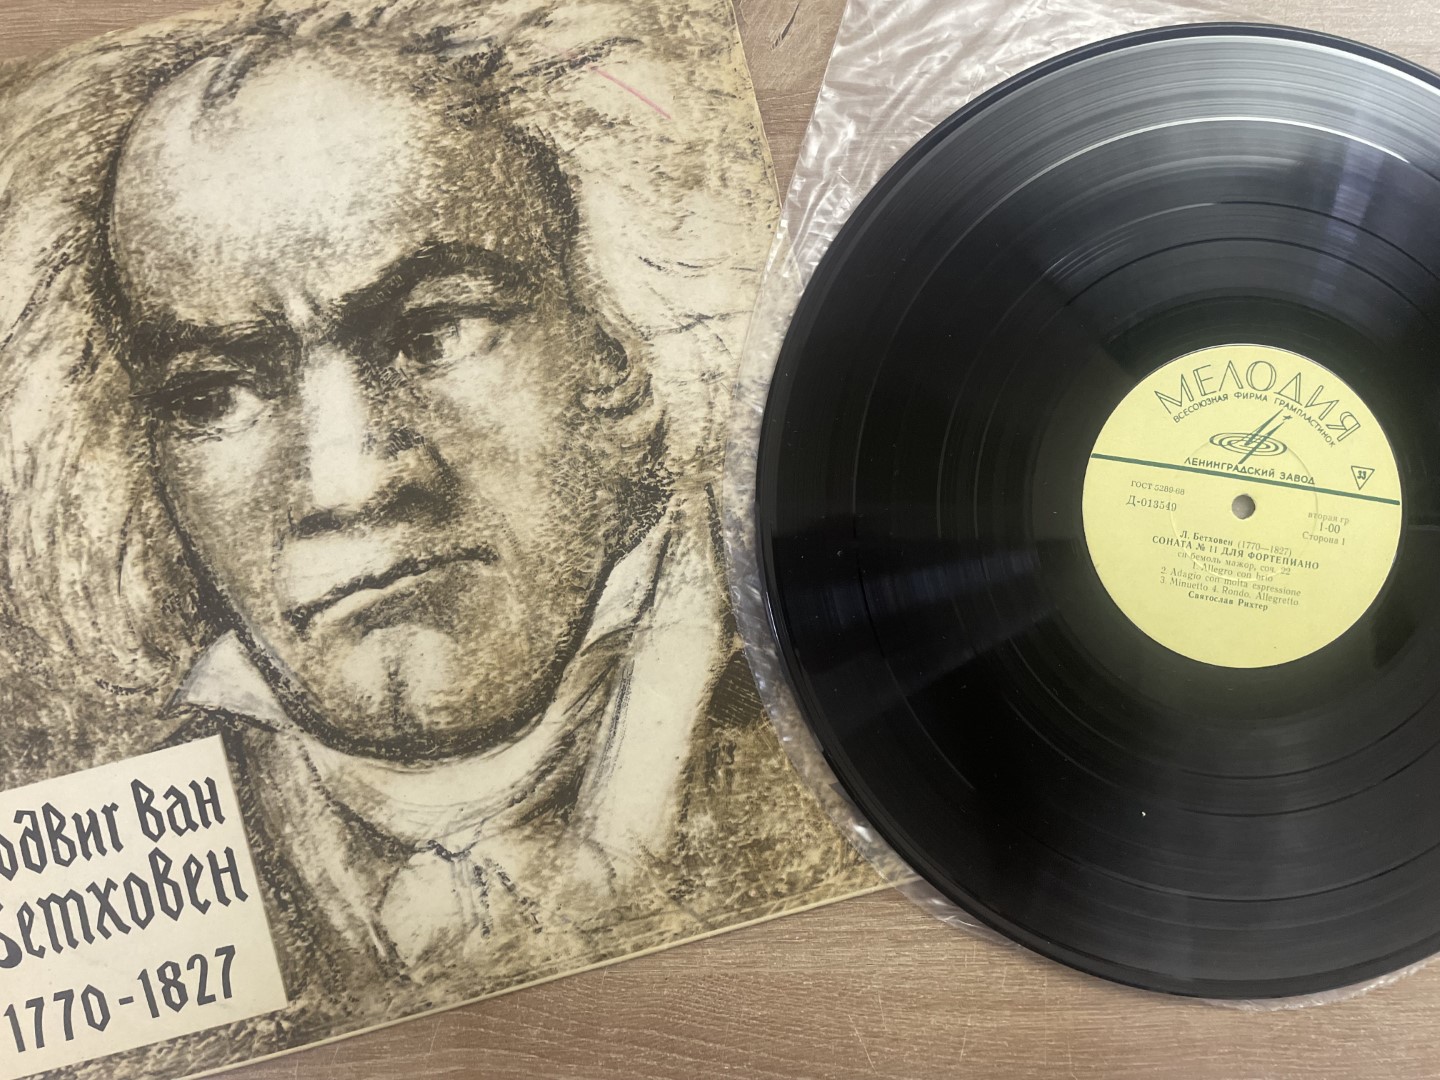 юдвиг ван
Бетховен
1770-1827
МЕЛОДИЯ
ВСЕСОЮЗНАЯ ФИРМА ГРАМПЛАСТИНОК
ЛЕНИНГРАДСКИЙ ЗАВОД
33
ГОСТ 5289-68
Д-013549
вторая гр
1-00
Сторона 1
Л. Бетховен (1770—1827)
СОНАТА № 11 ДЛЯ ФОРТЕПИАНО
си бемоль мажор, соч. 22
1. Allegro con brio
2. Adagio con molta espressione
3. Minuetto 4. Rondo. Allegretto
Святослав Рихтер